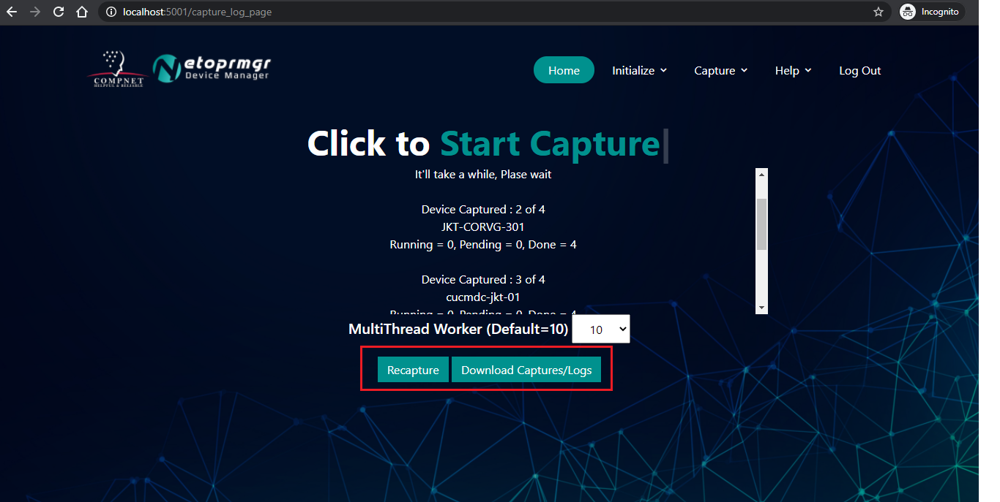 localhost:5001/capture_log_page
Incognito
COMPNET
HELPFUL & RELIABLE
etoprmgr
Device Manager
Home
Initialize
Capture
Help
Log Out
Click to Start Capture
It'll take a while, Plase wait
Device Captured : 2 of 4
JKT-CORVG-301
Running = 0, Pending = 0, Done = 4
Device Captured : 3 of 4
cucmdc-jkt-01
Running = 0, Pending = 0, Done = 4
MultiThread Worker (Default=10) 10
Recapture
Download Captures/Logs